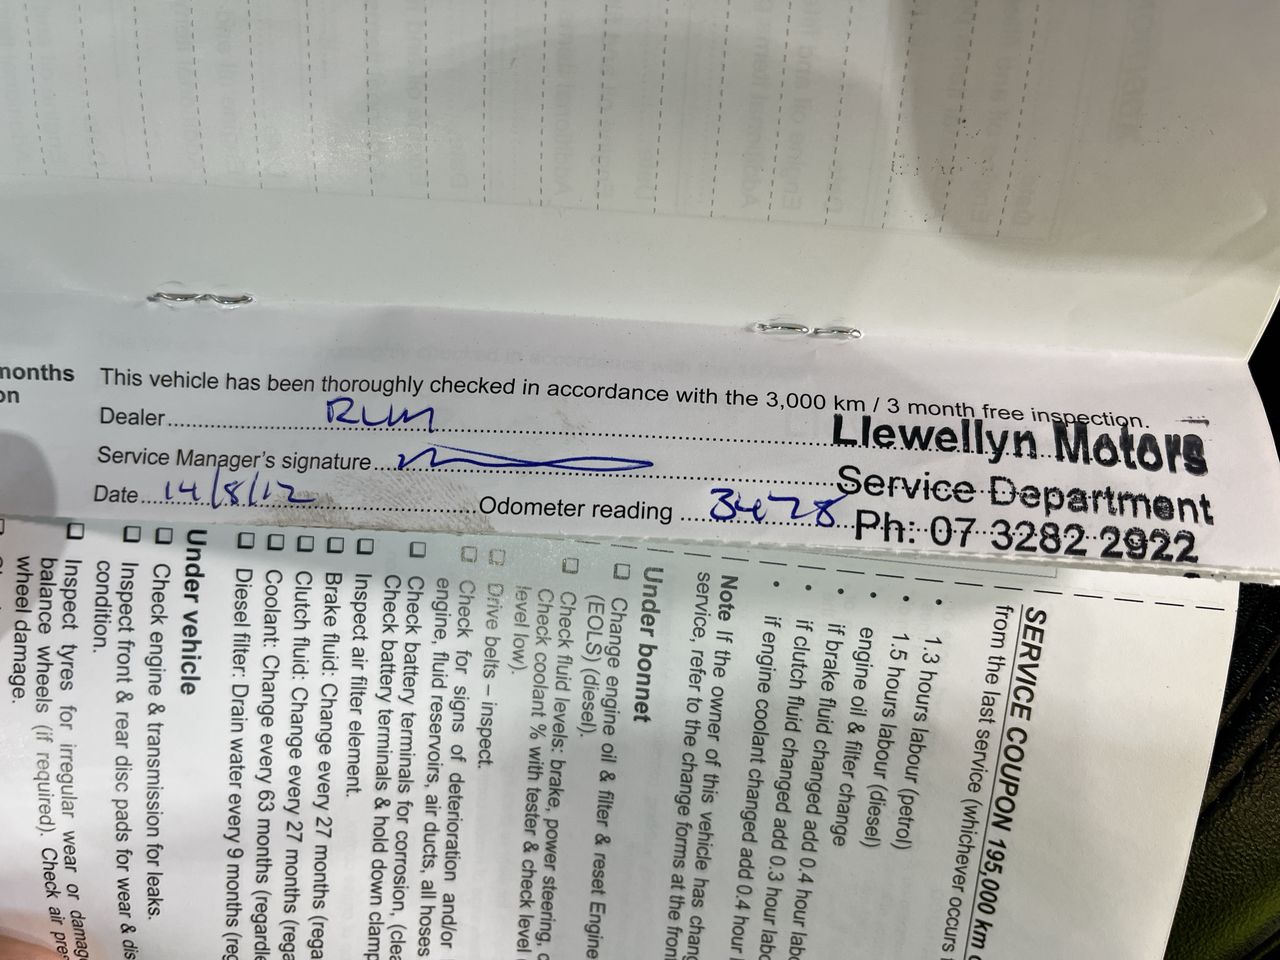 months
on
This vehicle has been thoroughly checked in accordance with the 3,000 km / 3 month free inspection.
Dealer RLM
Llewellyn Motors
Service Manager's signature
Service Department
Date 14/8/12
Odometer reading 3478
Ph: 07 3282 2922
SERVICE COUPON 195,000 km
from the last service (whichever occurs
• 1.3 hours labour (petrol)
• 1.5 hours labour (diesel)
• engine oil & filter change
• if brake fluid changed add 0.4 hour
• if clutch fluid changed add 0.3 hour
• if engine coolant changed add 0.4 hour
Note If the owner of this vehicle has
service, refer to the change forms at the front
Under bonnet
Change engine oil & filter & reset Engine
(EOLS) (diesel).
Check fluid levels: brake, power steering,
Check coolant % with tester & check level
level low).
Drive belts – inspect.
Check for signs of deterioration and/or
engine, fluid reservoirs, air ducts, all hoses
Check battery terminals for corrosion,
Check battery terminals & hold down
Inspect air filter element.
Brake fluid: Change every 27 months
Clutch fluid: Change every 27 months
Coolant: Change every 63 months
Diesel filter: Drain water every 9 months
Under vehicle
Check engine & transmission for leaks.
Inspect front & rear disc pads for wear &
condition.
Inspect tyres for irregular wear or
balance wheels (if required). Check air
wheel damage.